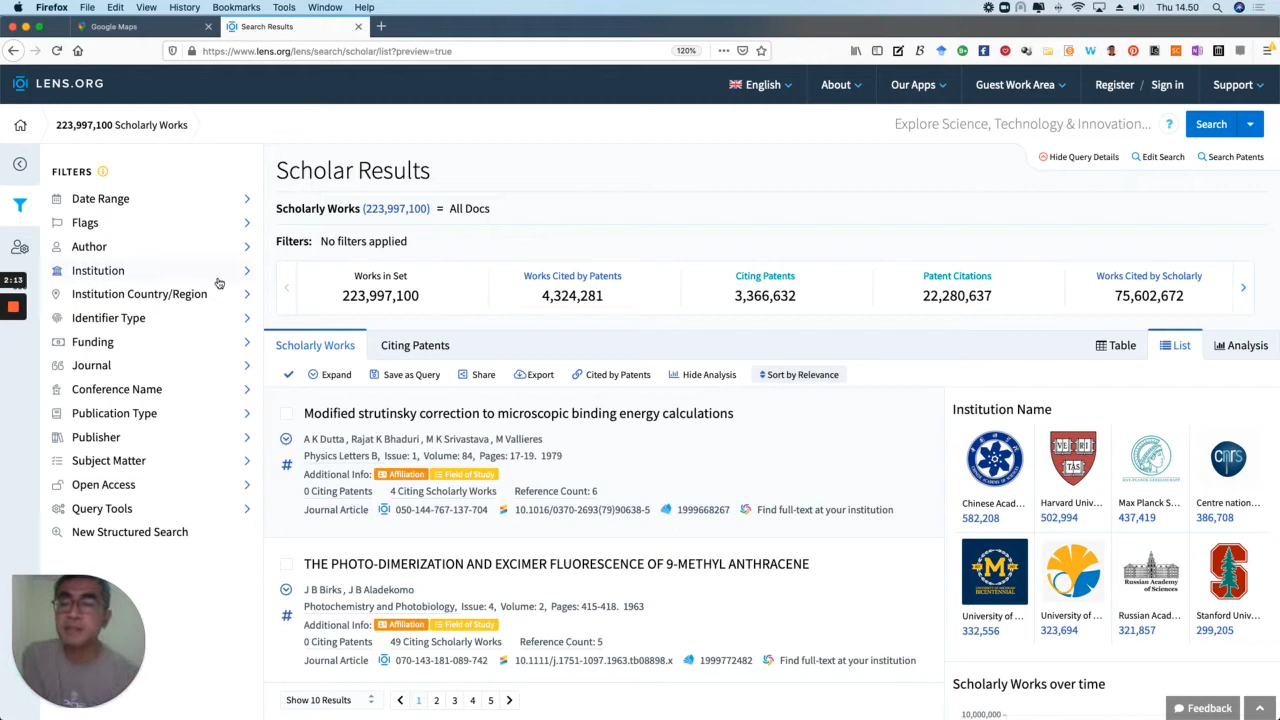 Firefox File Edit View History Bookmarks Tools Window Help
Thu 14.50
Google Maps
Search Results
https://www.lens.org/lens/search/scholar/list?preview=true
120%
LENS.ORG
English
About
Our Apps
Guest Work Area
Register / Sign in
Support
223,997,100 Scholarly Works
Explore Science, Technology & Innovation...
?
Search
Hide Query Details
Edit Search
Search Patents
FILTERS
Date Range
Flags
Author
Institution
Institution Country/Region
Identifier Type
Funding
Journal
Conference Name
Publication Type
Publisher
Subject Matter
Open Access
Query Tools
New Structured Search
2:13
Scholar Results
Scholarly Works (223,997,100) = All Docs
Filters: No filters applied
Works in Set
223,997,100
Works Cited by Patents
4,324,281
Citing Patents
3,366,632
Patent Citations
22,280,637
Works Cited by Scholarly
75,602,672
Scholarly Works
Citing Patents
Table
List
Analysis
Expand
Save as Query
Share
Export
Cited by Patents
Hide Analysis
Sort by Relevance
Modified strutinsky correction to microscopic binding energy calculations
A K Dutta , Rajat K Bhaduri , M K Srivastava , M Vallieres
Physics Letters B, Issue: 1, Volume: 84, Pages: 17-19. 1979
Additional Info: Affiliation Field of Study
0 Citing Patents 4 Citing Scholarly Works Reference Count: 6
Journal Article 050-144-767-137-704 10.1016/0370-2693(79)90638-5 1999668267 Find full-text at your institution
THE PHOTO-DIMERIZATION AND EXCIMER FLUORESCENCE OF 9-METHYL ANTHRACENE
J B Birks , J B Aladekomo
Photochemistry and Photobiology, Issue: 4, Volume: 2, Pages: 415-418. 1963
Additional Info: Affiliation Field of Study
0 Citing Patents 49 Citing Scholarly Works Reference Count: 5
Journal Article 070-143-181-089-742 10.1111/j.1751-1097.1963.tb08898.x 1999772482 Find full-text at your institution
Show 10 Results
1 2 3 4 5
Institution Name
Chinese Acad...
582,208
Harvard Univ...
502,994
Max Planck S...
437,419
Centre nation...
386,708
University of ...
332,556
University of ...
323,694
Russian Acad...
321,857
Stanford Univ...
299,205
Scholarly Works over time
10,000,000
Feedback